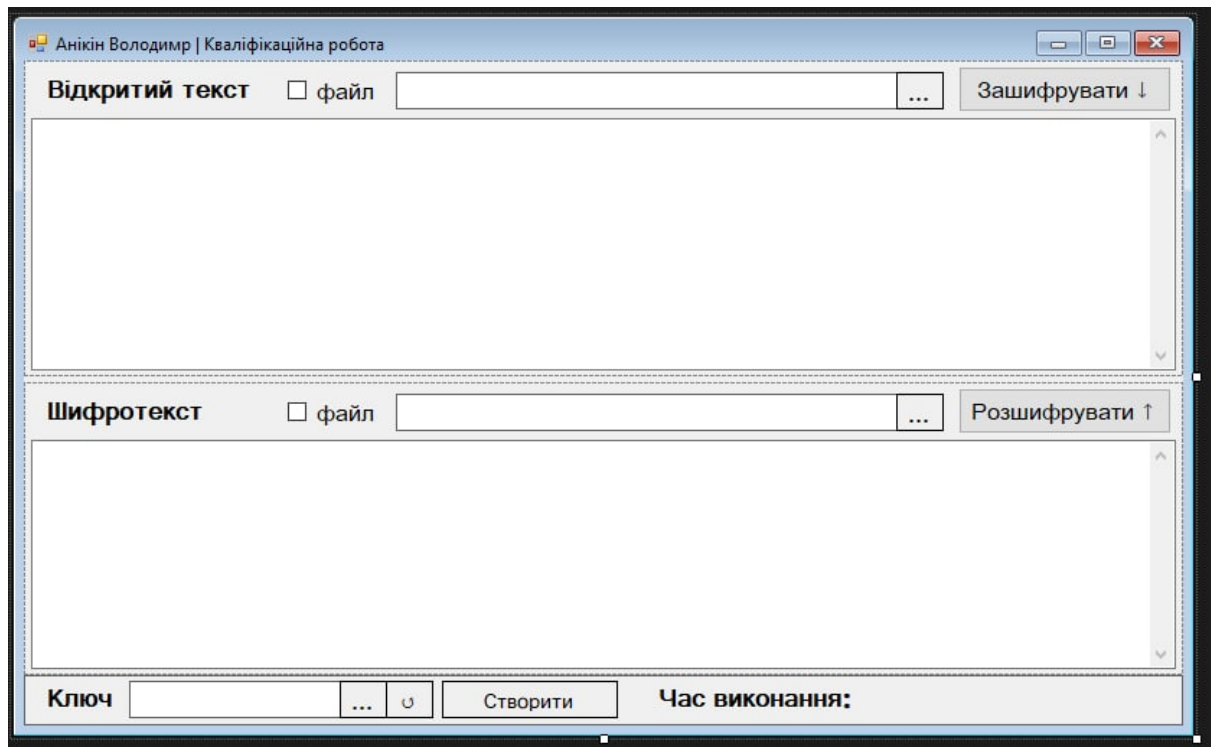 Анікін Володимр | Кваліфікаційна робота
Відкритий текст файл ... Зашифрувати ↓
Шифротекст файл ... Розшифрувати ↑
Ключ ... ↺ Створити Час виконання: